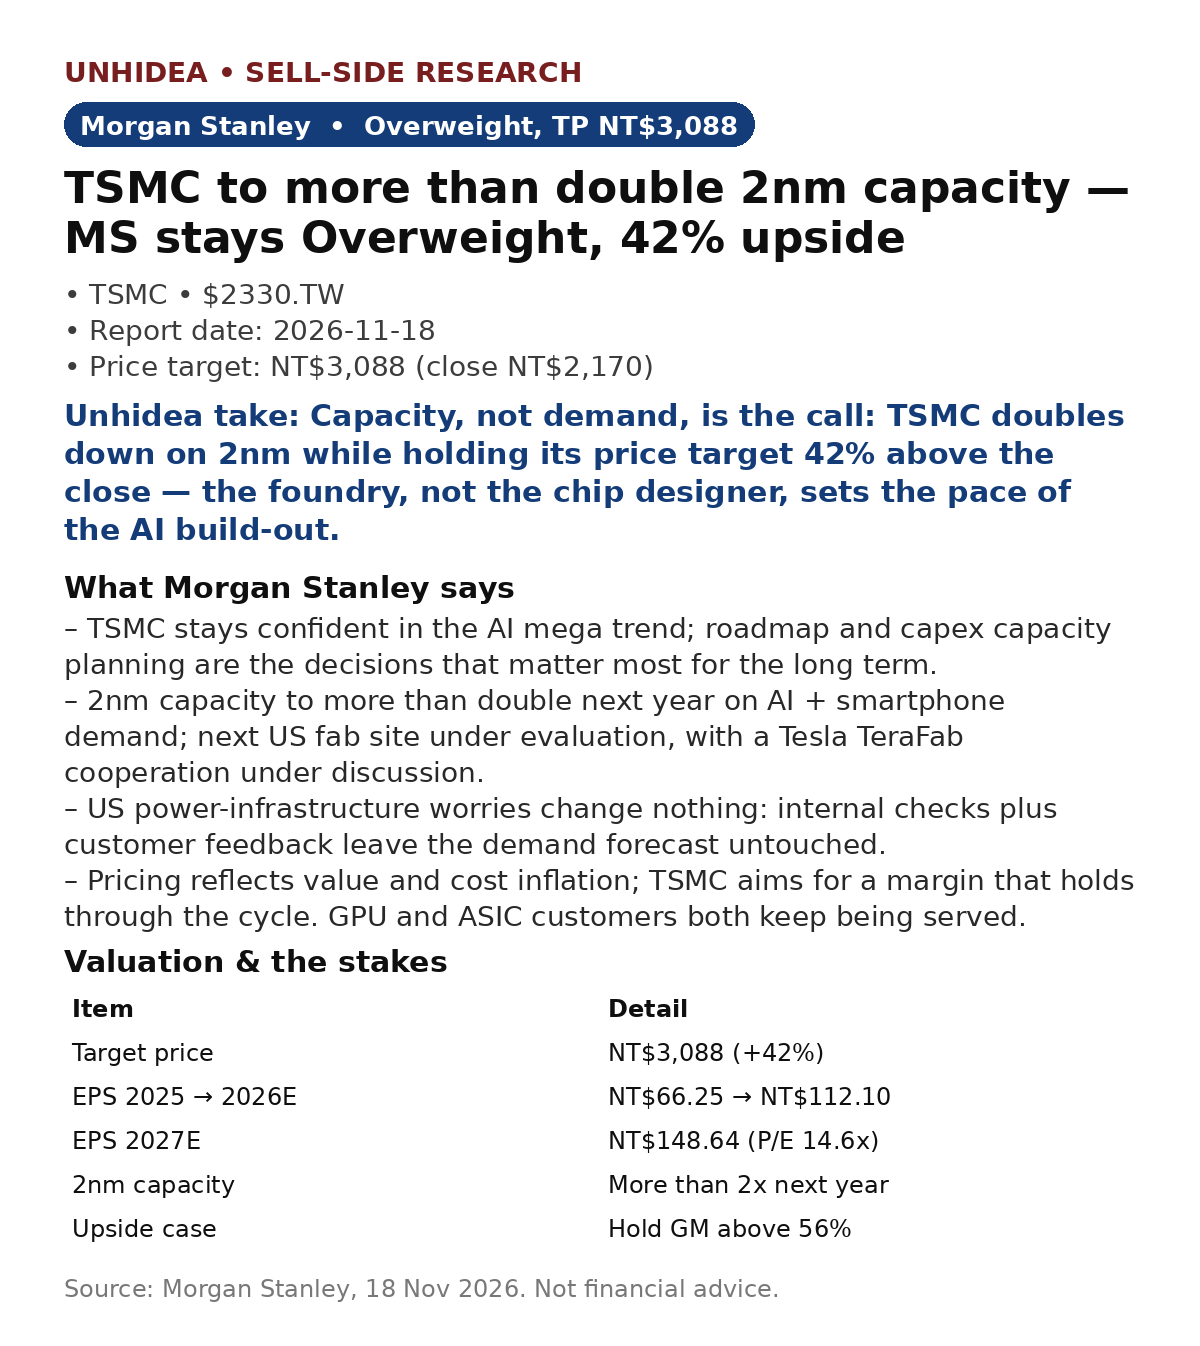 UNHIDEA • SELL-SIDE RESEARCH
Morgan Stanley • Overweight, TP NT$3,088
TSMC to more than double 2nm capacity —
MS stays Overweight, 42% upside
• TSMC • $2330.TW
• Report date: 2026-11-18
• Price target: NT$3,088 (close NT$2,170)
Unhidea take: Capacity, not demand, is the call: TSMC doubles
down on 2nm while holding its price target 42% above the
close — the foundry, not the chip designer, sets the pace of
the AI build-out.
What Morgan Stanley says
– TSMC stays confident in the AI mega trend; roadmap and capex capacity
planning are the decisions that matter most for the long term.
– 2nm capacity to more than double next year on AI + smartphone
demand; next US fab site under evaluation, with a Tesla TeraFab
cooperation under discussion.
– US power-infrastructure worries change nothing: internal checks plus
customer feedback leave the demand forecast untouched.
– Pricing reflects value and cost inflation; TSMC aims for a margin that holds
through the cycle. GPU and ASIC customers both keep being served.
Valuation & the stakes
Item Detail
Target price NT$3,088 (+42%)
EPS 2025 → 2026E NT$66.25 → NT$112.10
EPS 2027E NT$148.64 (P/E 14.6x)
2nm capacity More than 2x next year
Upside case Hold GM above 56%
Source: Morgan Stanley, 18 Nov 2026. Not financial advice.